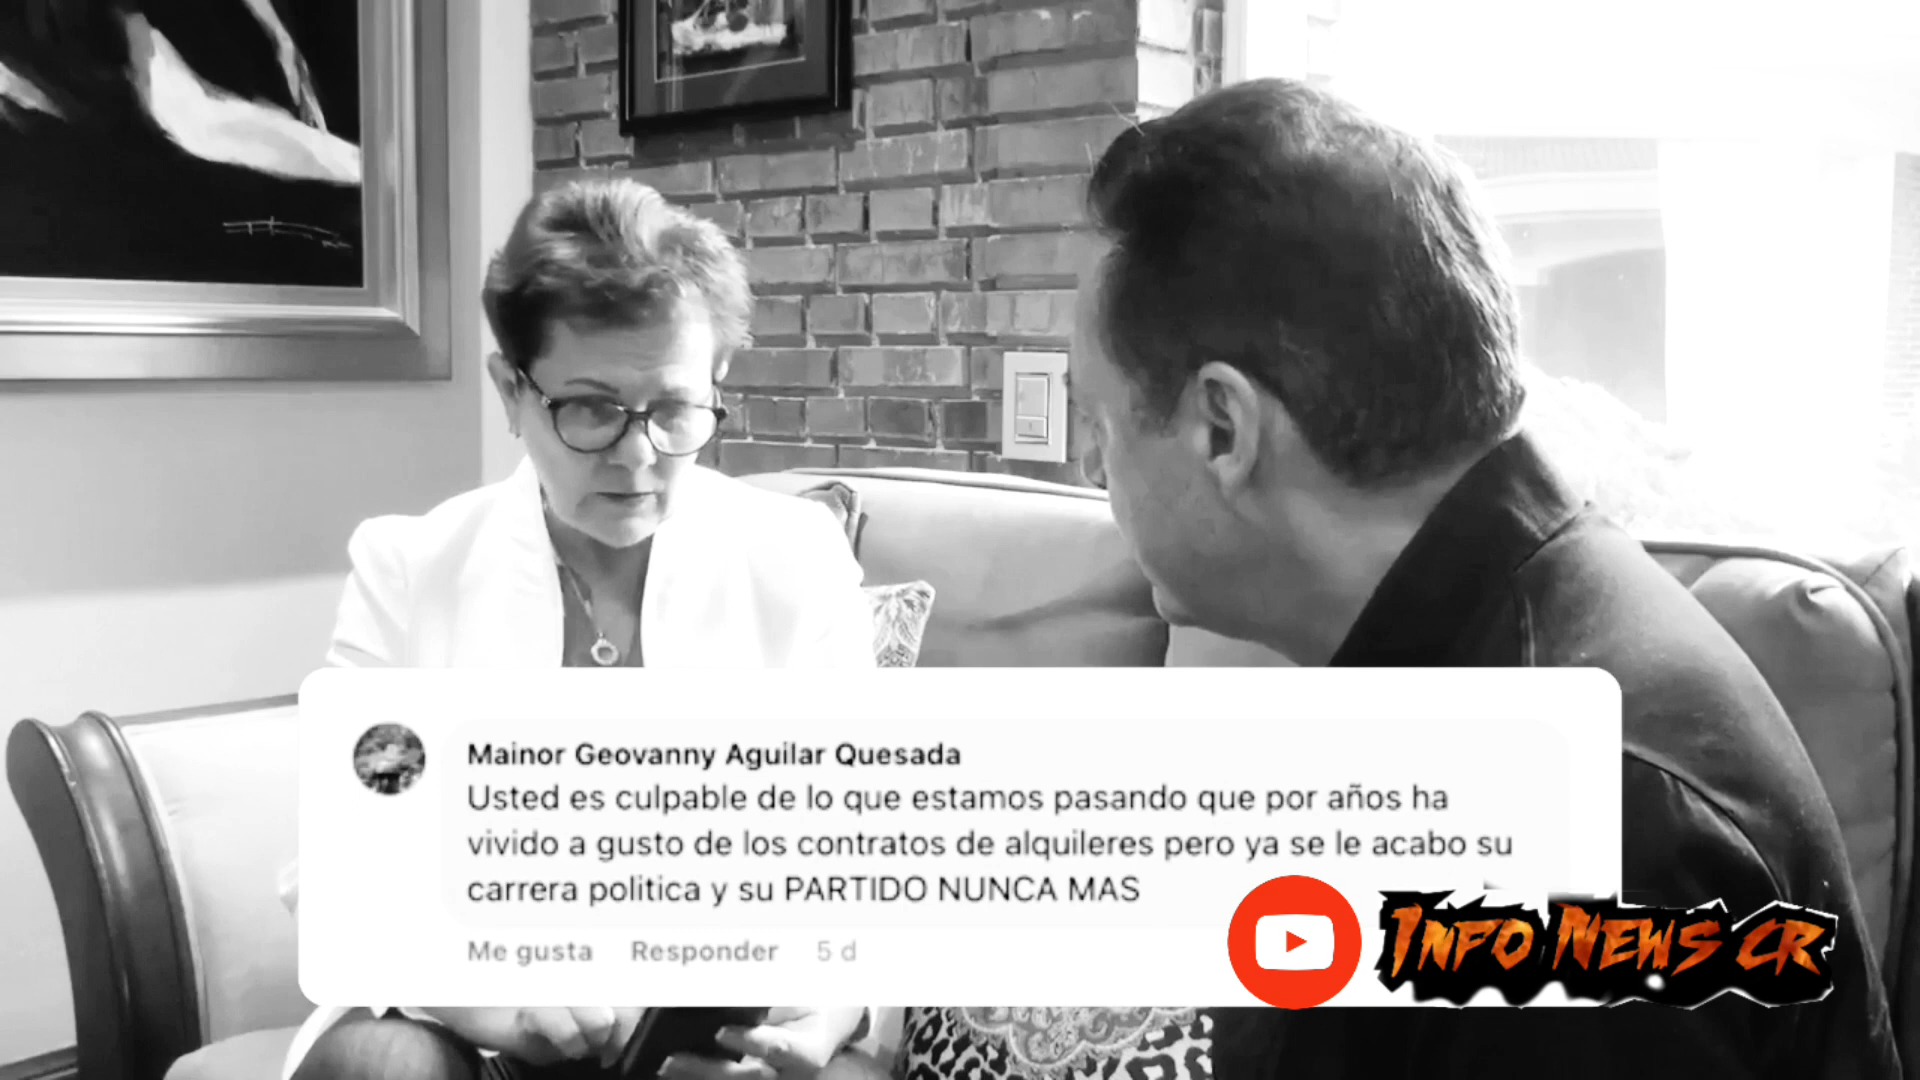 Mainor Geovanny Aguilar Quesada
Usted es culpable de lo que estamos pasando que por años ha
vivido a gusto de los contratos de alquileres pero ya se le acabo su
carrera politica y su PARTIDO NUNCA MAS
Me gusta Responder 5 d
INFO NEWS CR